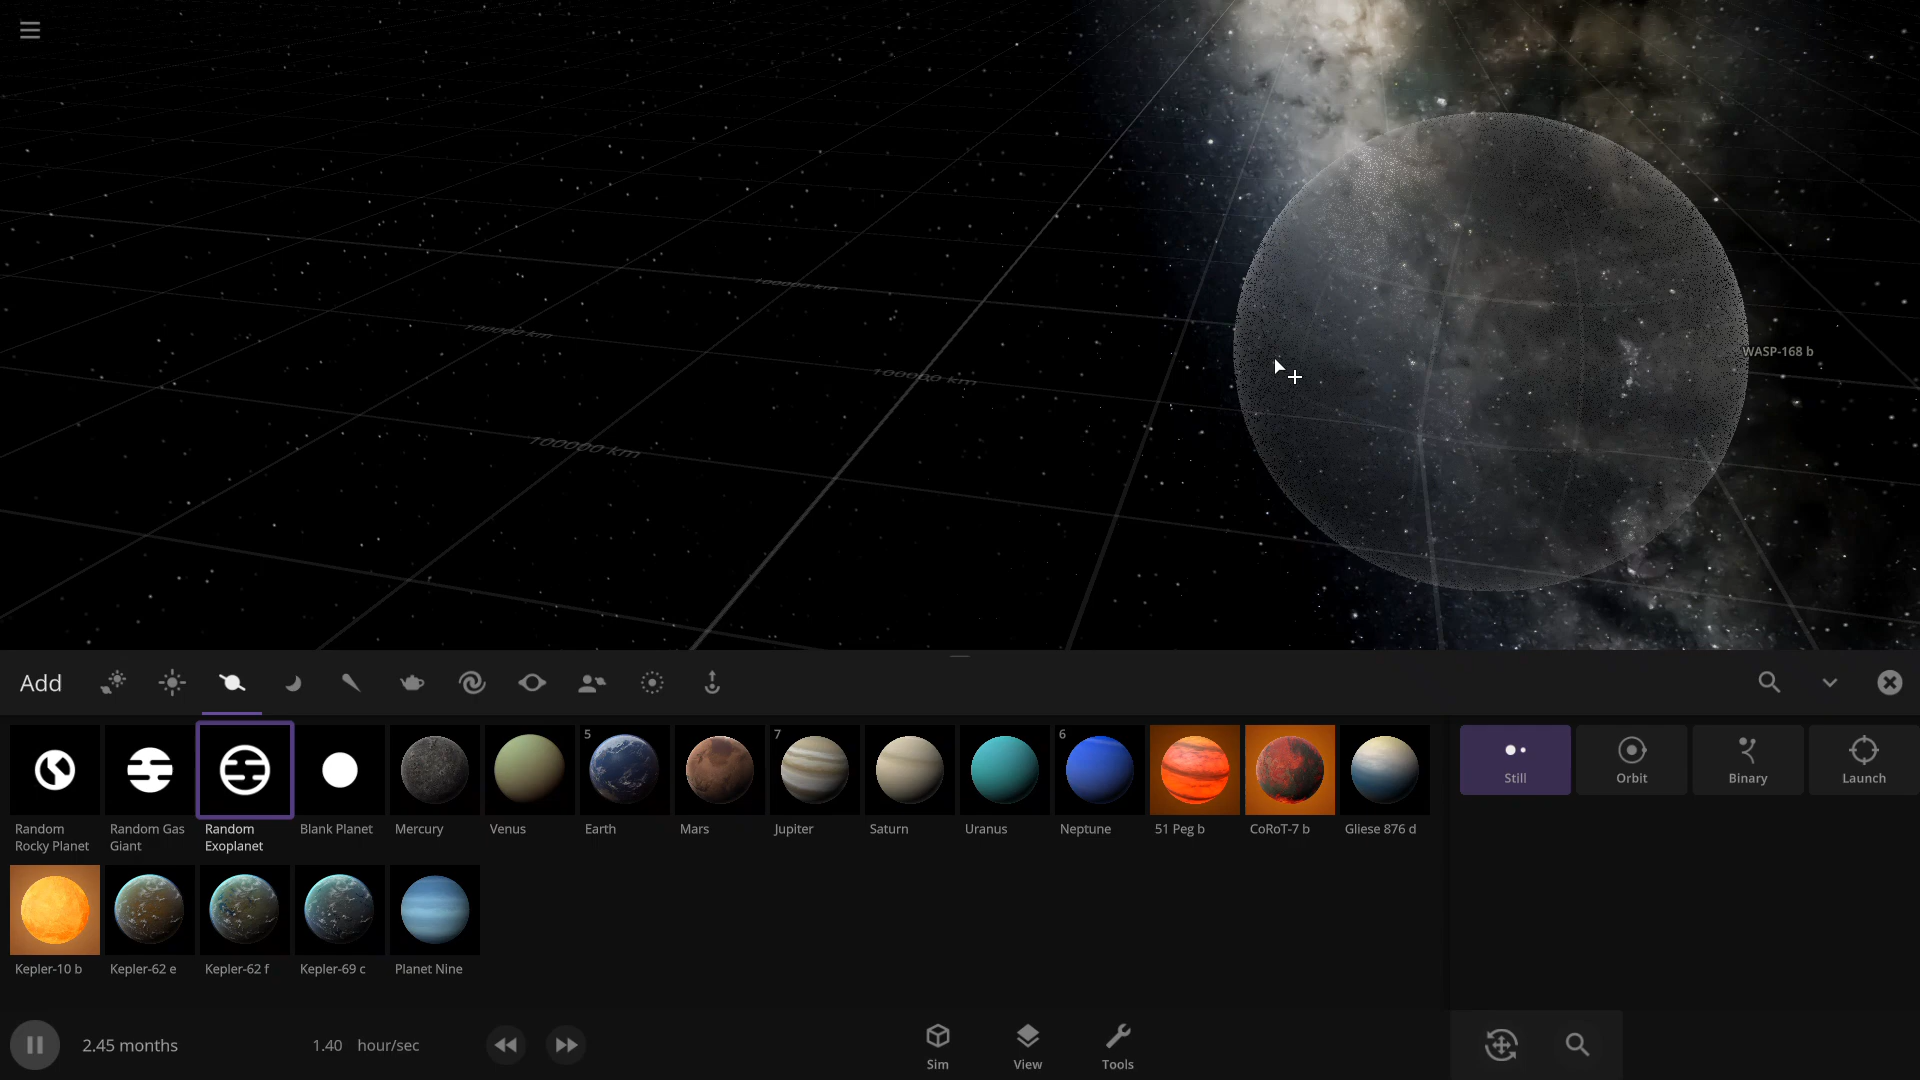 100000 km
100000 km
WASP-168 b
100000 km
100000 km
Add
5
7
6
Still
Orbit
Binary
Launch
Random Rocky Planet
Random Gas Giant
Random Exoplanet
Blank Planet
Mercury
Venus
Earth
Mars
Jupiter
Saturn
Uranus
Neptune
51 Peg b
CoRoT-7 b
Gliese 876 d
Kepler-10 b
Kepler-62 e
Kepler-62 f
Kepler-69 c
Planet Nine
2.45 months
1.40 hour/sec
Sim
View
Tools